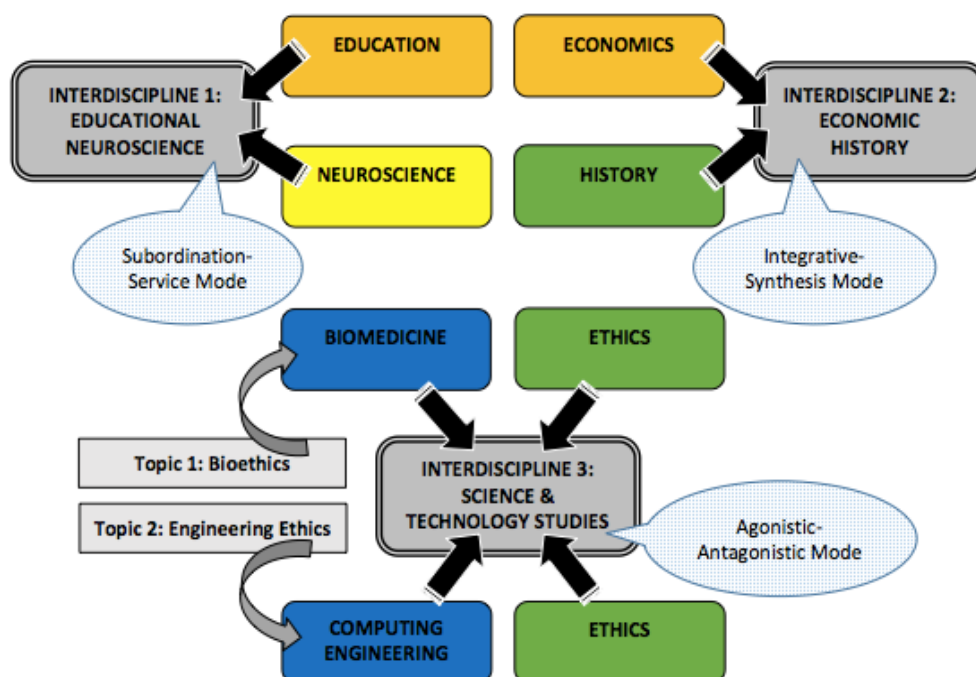 EDUCATION
ECONOMICS
INTERDISCIPLINE 1:
EDUCATIONAL
NEUROSCIENCE
INTERDISCIPLINE 2:
ECONOMIC
HISTORY
NEUROSCIENCE
HISTORY
Subordination-
Service Mode
Integrative-
Synthesis Mode
BIOMEDICINE
ETHICS
Topic 1: Bioethics
INTERDISCIPLINE 3:
SCIENCE &
TECHNOLOGY STUDIES
Topic 2: Engineering Ethics
Agonistic-
Antagonistic Mode
COMPUTING
ENGINEERING
ETHICS